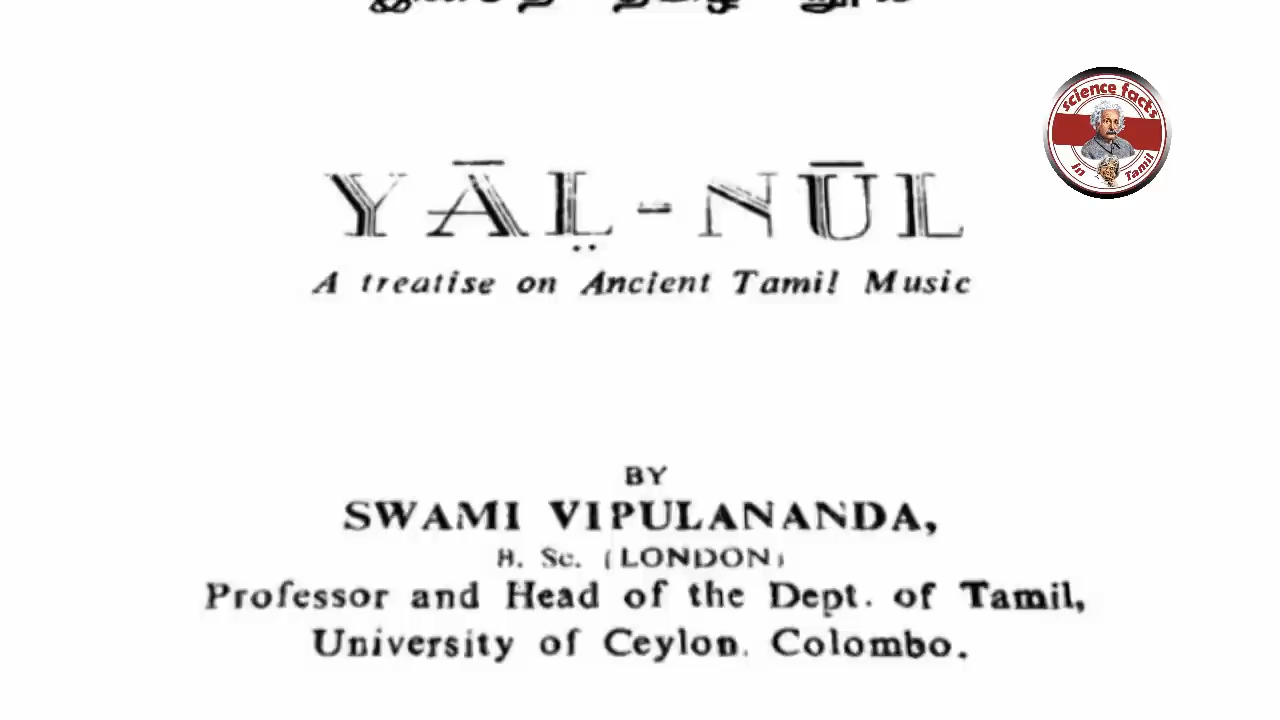 YĀḺ-NŪL
A treatise on Ancient Tamil Music
BY
SWAMI VIPULANANDA,
B. Sc. (LONDON)
Professor and Head of the Dept. of Tamil,
University of Ceylon. Colombo.
science facts
in Tamil